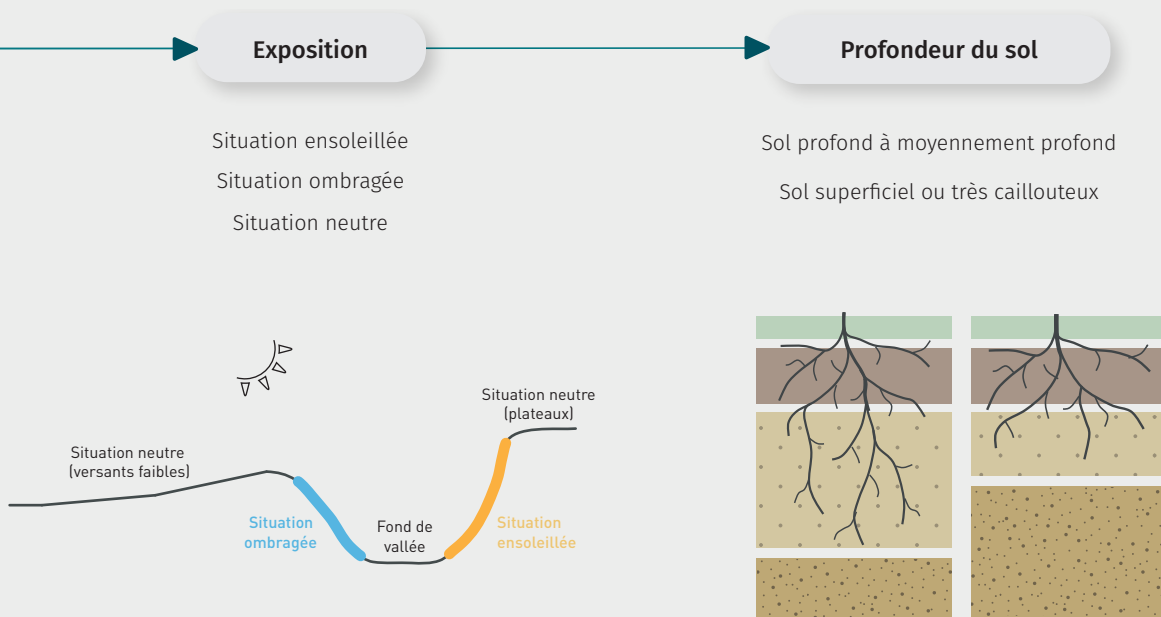 Exposition
Profondeur du sol
Situation ensoleillée
Situation ombragée
Situation neutre
Sol profond à moyennement profond
Sol superficiel ou très caillouteux
Situation neutre
(versants faibles)
Situation
ombragée
Fond de
vallée
Situation neutre
(plateaux)
Situation
ensoleillée